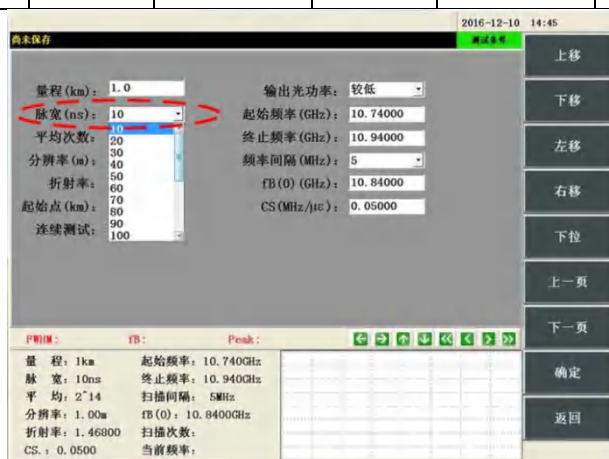 2016-12-10 14:45
尚未保存 测试条件
量程(km): 1.0 输出光功率: 较低
脉宽(ns): 10 起始频率(GHz): 10.74000
平均次数: 终止频率(GHz): 10.94000
分辨率(m): 频率间隔(MHz): 5
折射率: fB(0)(GHz): 10.84000
起始点(km): CS(MHz/με): 0.05000
连续测试:
10
20
30
40
50
60
70
80
90
100
上移
下移
左移
右移
下拉
上一页
下一页
确定
返回
FWHM: fB: Peak:
量 程: 1km 起始频率: 10.740GHz
脉 宽: 10ns 终止频率: 10.940GHz
平 均: 2^14 扫描间隔: 5MHz
分辨率: 1.00m fB(0): 10.8400GHz
折射率: 1.46800 扫描次数:
CS.: 0.0500 当前频率: